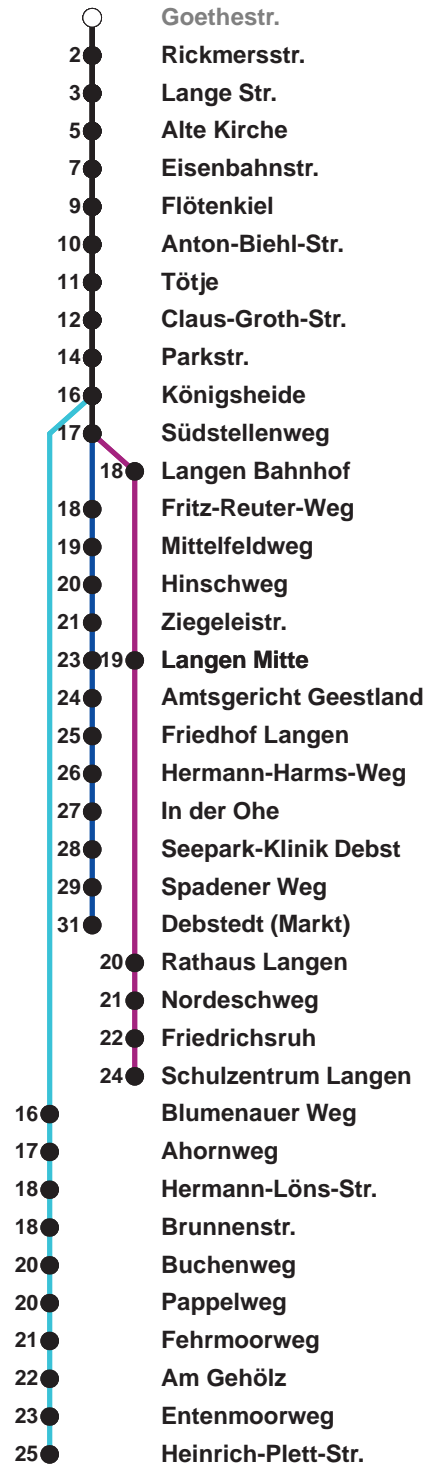 Goethestr.
2 Rickmersstr.
3 Lange Str.
5 Alte Kirche
7 Eisenbahnstr.
9 Flötenkiel
10 Anton-Biehl-Str.
11 Tötje
12 Claus-Groth-Str.
14 Parkstr.
16 Königsheide
17 Südstellenweg
18 Langen Bahnhof
18 Fritz-Reuter-Weg
19 Mittelfeldweg
20 Hinschweg
21 Ziegeleistr.
23 19 Langen Mitte
24 Amtsgericht Geestland
25 Friedhof Langen
26 Hermann-Harms-Weg
27 In der Ohe
28 Seepark-Klinik Debst
29 Spadener Weg
31 Debstedt (Markt)
20 Rathaus Langen
21 Nordeschweg
22 Friedrichsruh
24 Schulzentrum Langen
16 Blumenauer Weg
17 Ahornweg
18 Hermann-Löns-Str.
18 Brunnenstr.
20 Buchenweg
20 Pappelweg
21 Fehrmoorweg
22 Am Gehölz
23 Entenmoorweg
25 Heinrich-Plett-Str.